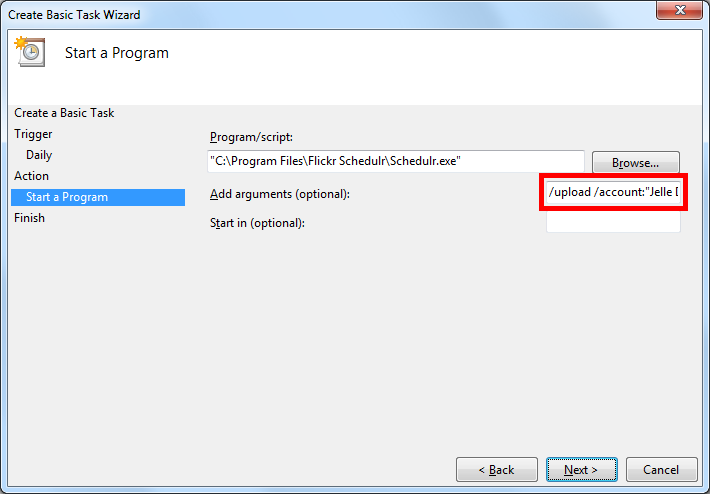 Create Basic Task Wizard
Start a Program
Create a Basic Task
Trigger
Daily
Action
Start a Program
Finish
Program/script:
"C:\Program Files\Flickr Schedulr\Schedulr.exe"
Browse...
Add arguments (optional):
/upload /account:"Jelle
Start in (optional):
< Back
Next >
Cancel